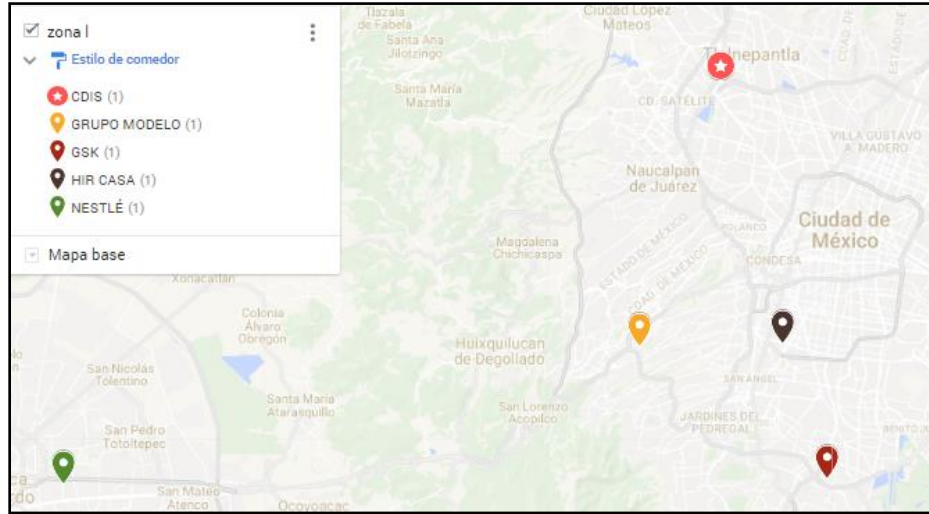 zona I
Estilo de comedor
CDIS (1)
GRUPO MODELO (1)
GSK (1)
HIR CASA (1)
NESTLÉ (1)
Mapa base
Tlazala
de Fabela
Ciudad López
Mateos
Santa Ana
Jilotzingo
Tlalnepantla
Santa María
Mazatla
CD. SATÉLITE
VILLA GUSTAVO
A. MADERO
Naucalpan
de Juárez
Ciudad de
México
POLANCO
Magdalena
Chichicaspa
ESTADO DE MÉXICO
CIUDAD DE MÉXICO
CONDESA
Xonacatlán
Colonia
Álvaro
Obregón
Huixquilucan
de Degollado
San Nicolás
Tolentino
SAN ANGEL
Santa María
Atarasquillo
San Lorenzo
Acopilco
JARDINES DEL
PEDREGAL
San Pedro
Totoltepec
San Mateo
Atenco
Ocoyoacac